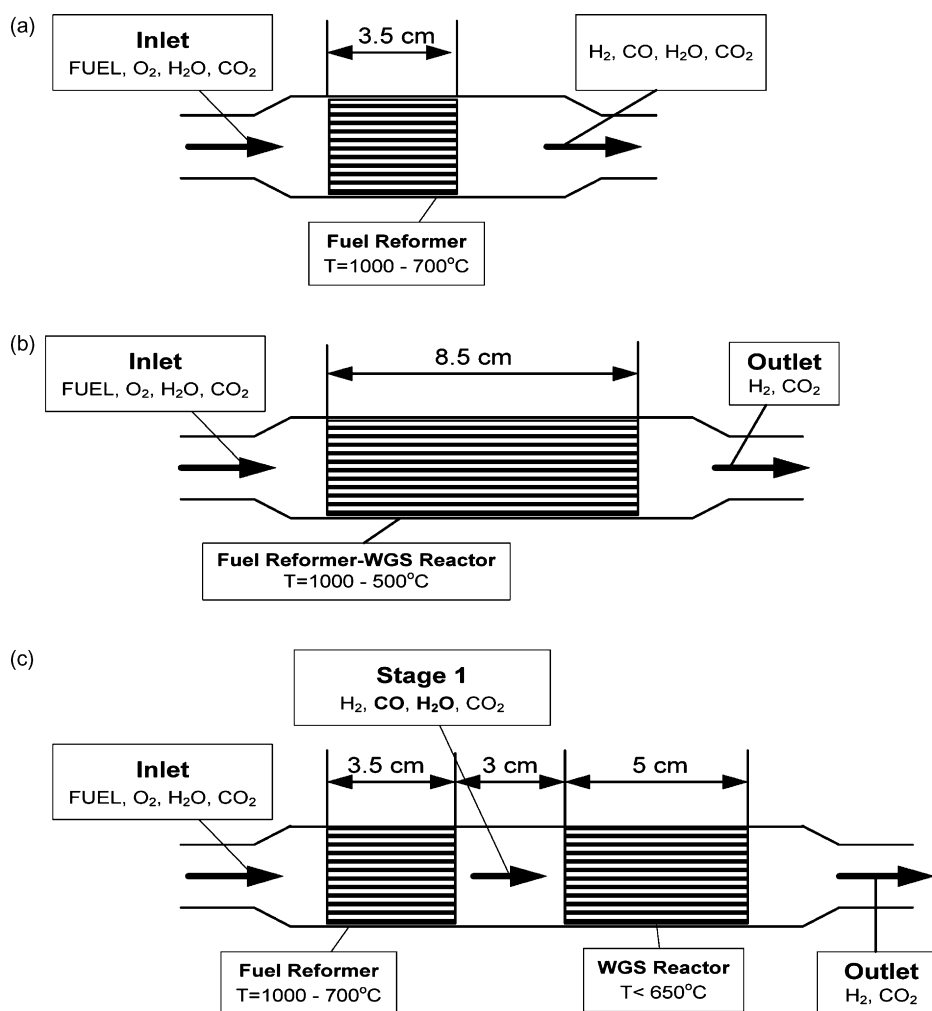 (a)
Inlet
FUEL, O₂, H₂O, CO₂
3.5 cm
H₂, CO, H₂O, CO₂
Fuel Reformer
T=1000 - 700°C
(b)
Inlet
FUEL, O₂, H₂O, CO₂
8.5 cm
Outlet
H₂, CO₂
Fuel Reformer-WGS Reactor
T=1000 - 500°C
(c)
Stage 1
H₂, CO, H₂O, CO₂
Inlet
FUEL, O₂, H₂O, CO₂
3.5 cm
3 cm
5 cm
Fuel Reformer
T=1000 - 700°C
WGS Reactor
T< 650°C
Outlet
H₂, CO₂